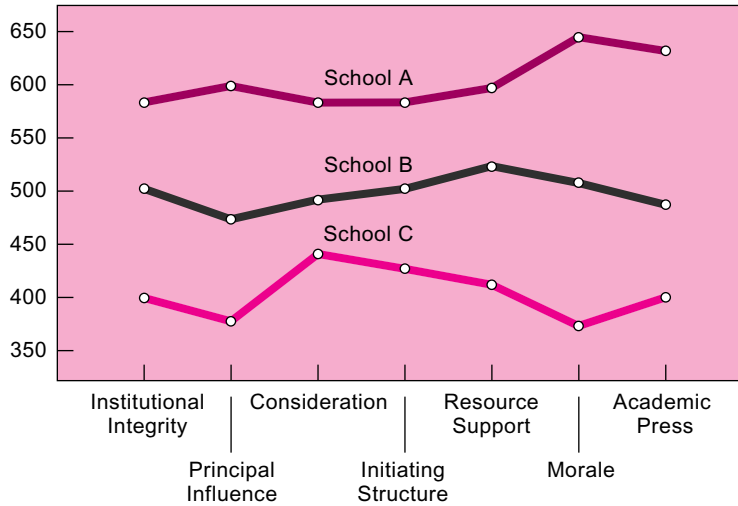 650
600
550
500
450
400
350
School A
School B
School C
Institutional
Integrity
Principal
Influence
Consideration
Initiating
Structure
Resource
Support
Morale
Academic
Press